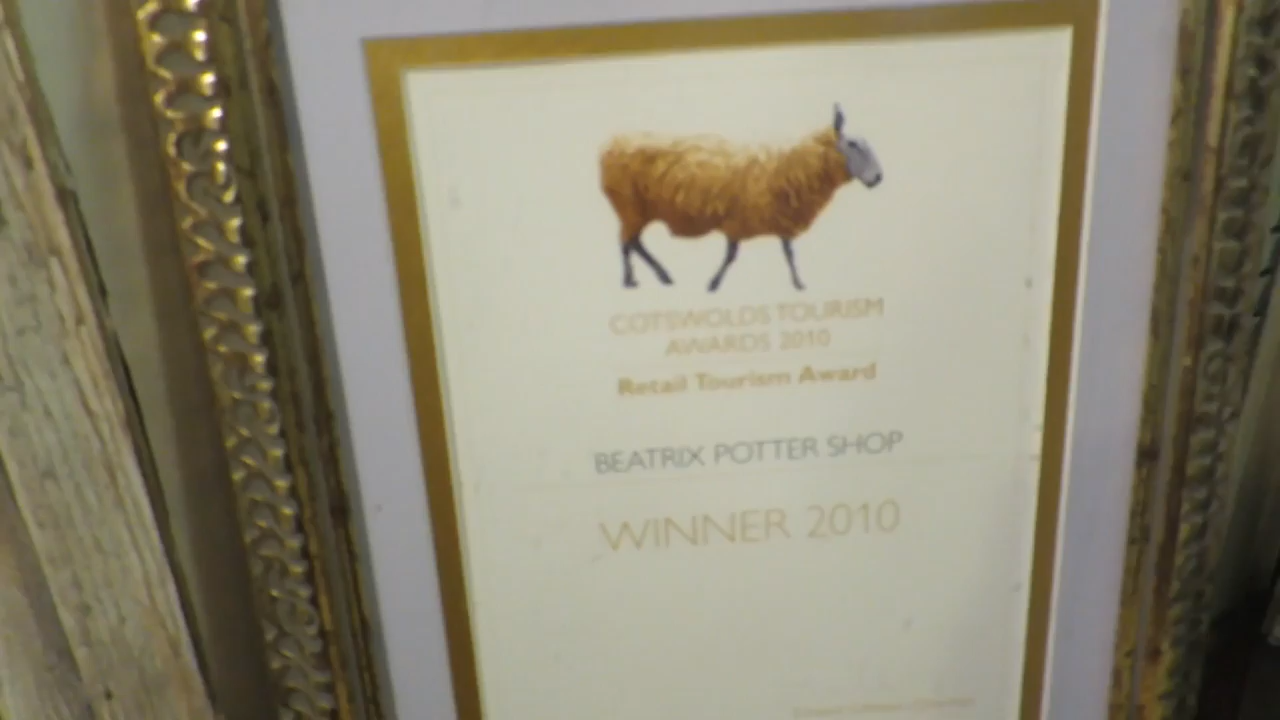 COTSWOLDS TOURISM
AWARDS 2010
Retail Tourism Award
BEATRIX POTTER SHOP
WINNER 2010